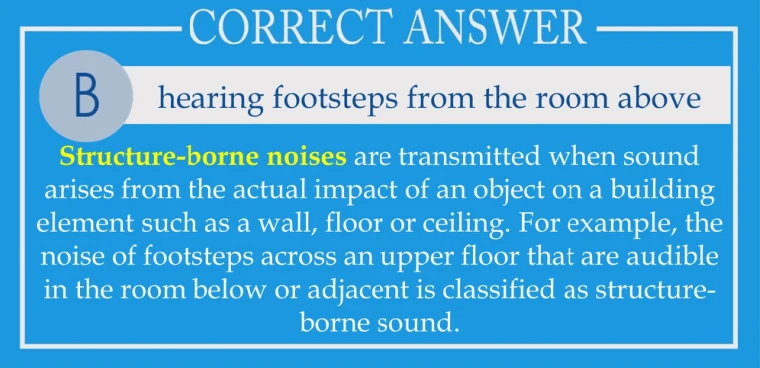 CORRECT ANSWER
B hearing footsteps from the room above
Structure-borne noises are transmitted when sound
arises from the actual impact of an object on a building
element such as a wall, floor or ceiling. For example, the
noise of footsteps across an upper floor that are audible
in the room below or adjacent is classified as structure-
borne sound.